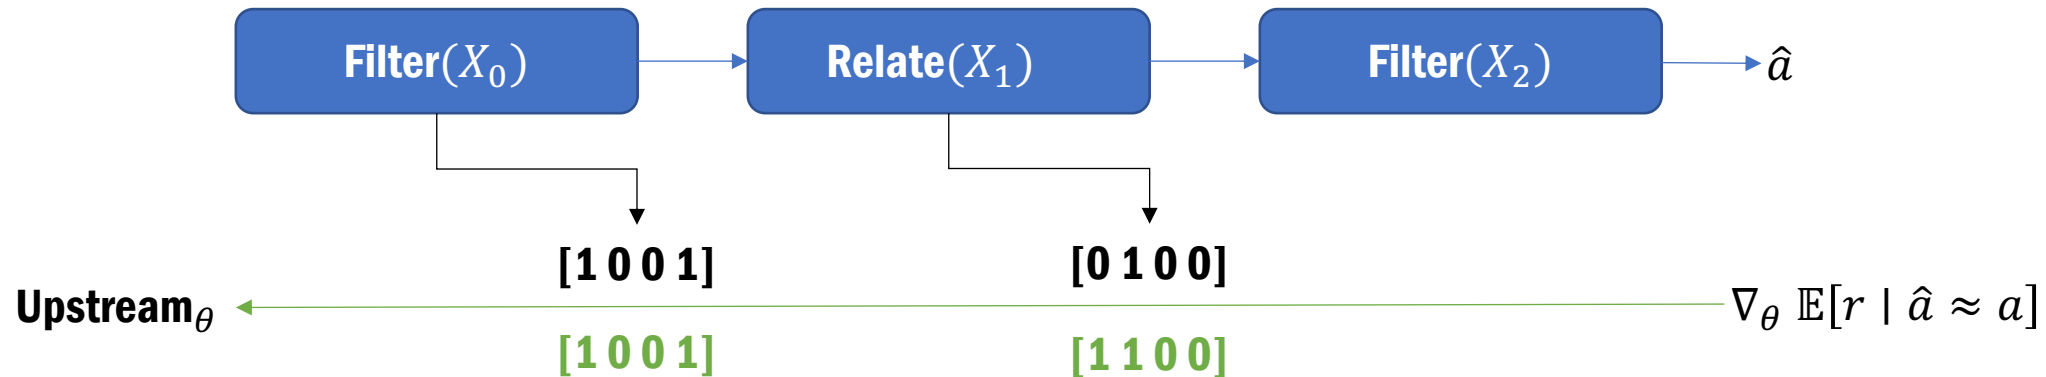 Filter(X₀) Relate(X₁) Filter(X₂) â
[1 0 0 1] [0 1 0 0]
Upstream_θ ∇_θ 𝔼[r | â ≈ a]
[1 0 0 1] [1 1 0 0]